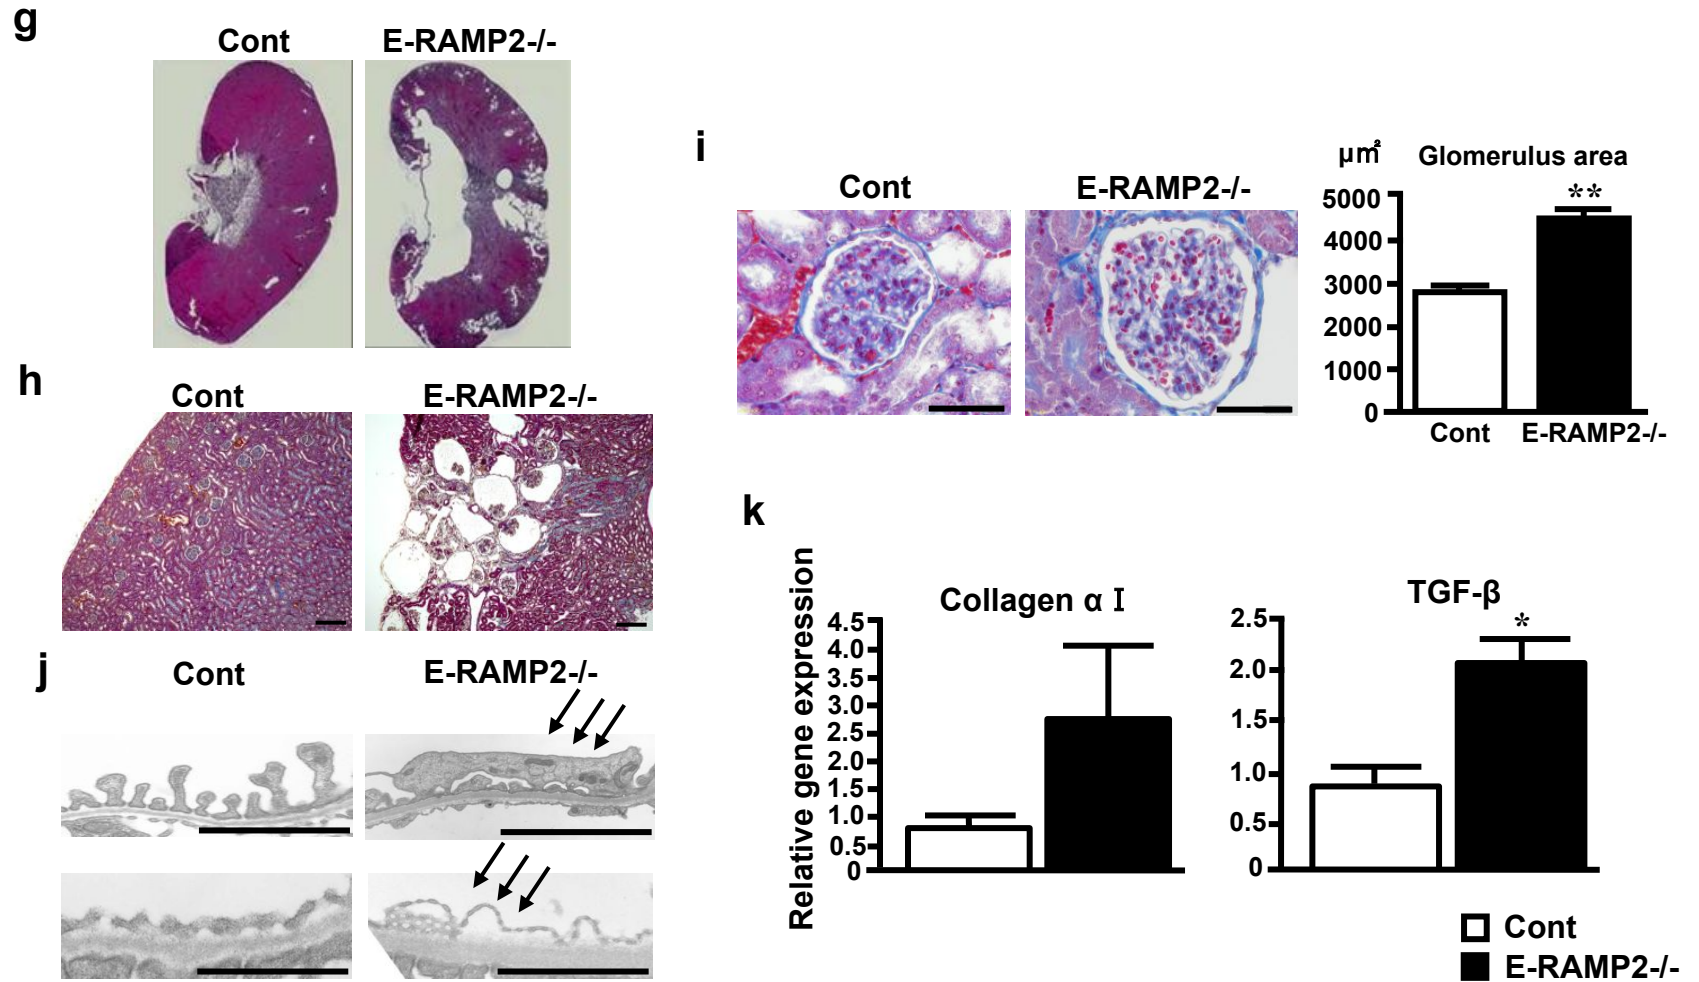 g
Cont E-RAMP2-/-
h
Cont E-RAMP2-/-
j
Cont E-RAMP2-/-
i
Cont E-RAMP2-/-
μ㎡ Glomerulus area
**
5000
4000
3000
2000
1000
0
Cont E-RAMP2-/-
k
Relative gene expression
Collagen α Ⅰ
4.5
4.0
3.5
3.0
2.5
2.0
1.5
1.0
0.5
0
TGF-β
*
2.5
2.0
1.5
1.0
0.5
0
Cont
E-RAMP2-/-